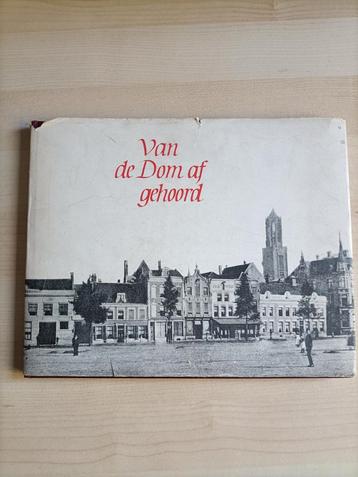 Van
de Dom af
gehoord